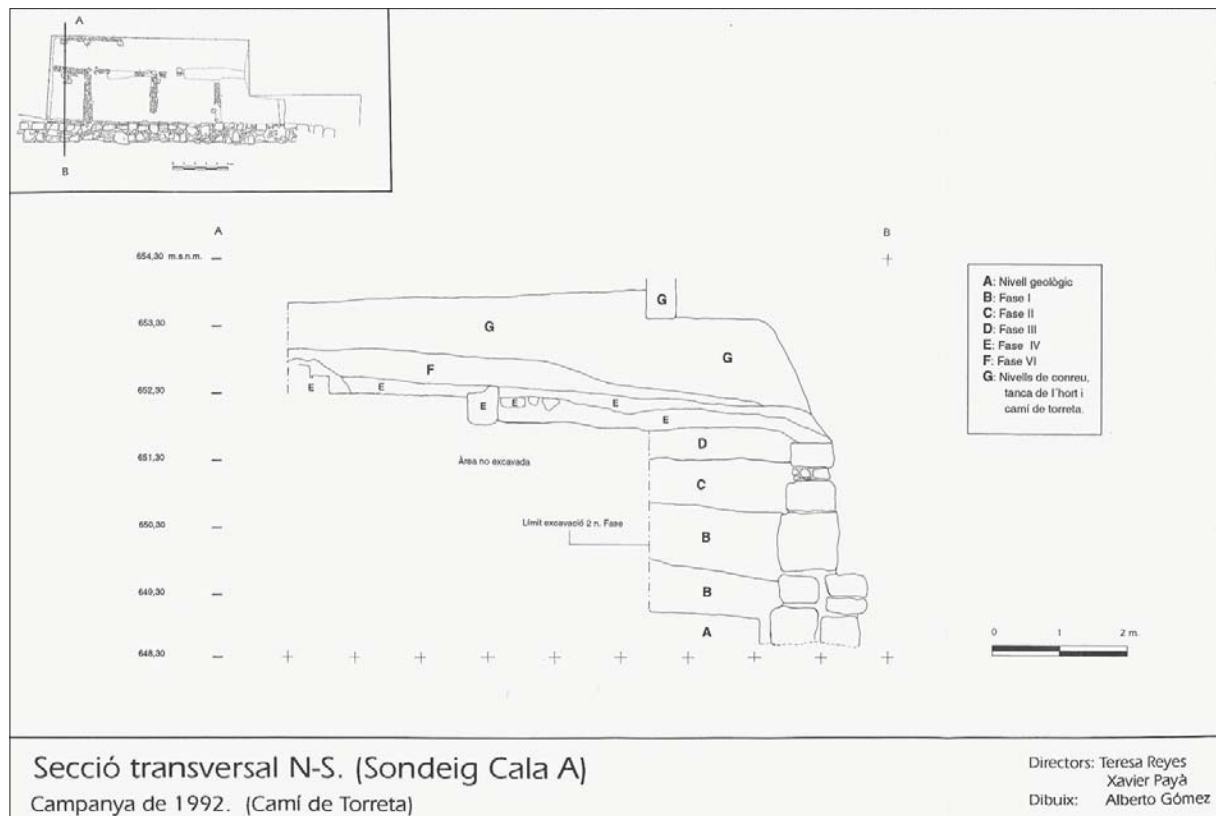 A
B
A
B
654,30 m.s.n.m.
653,30
652,30
651,30
650,30
649,30
648,30
G
G
G
F
E
E
E
E
E
E
D
C
B
B
A
Àrea no excavada
Límit excavació 2 n. Fase
A: Nivell geològic
B: Fase I
C: Fase II
D: Fase III
E: Fase IV
F: Fase VI
G: Nivells de conreu,
tanca de l´hort i
camí de torreta.
0 1 2 m.
Secció transversal N-S. (Sondeig Cala A)
Campanya de 1992. (Camí de Torreta)
Directors: Teresa Reyes
Xavier Payà
Dibuix: Alberto Gómez